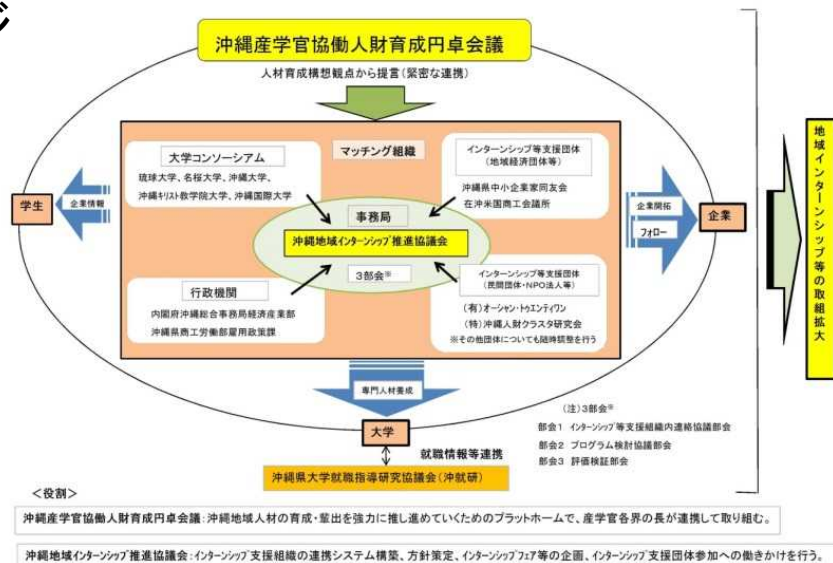 ジ
沖縄産学官協働人財育成円卓会議
人材育成構想観点から提言(緊密な連携)
大学コンソーシアム
琉球大学、名桜大学、沖縄大学、
沖縄キリスト教学院大学、沖縄国際大学
マッチング組織
インターンシップ等支援団体
(地域経済団体等)
沖縄県中小企業家同友会
在沖米国商工会議所
学生
企業情報
事務局
沖縄地域インターンシップ推進協議会
3部会※
企業開拓
フォロー
企業
行政機関
内閣府沖縄総合事務局経済産業部
沖縄県商工労働部雇用政策課
インターンシップ等支援団体
(民間団体・NPO法人等)
(有)オーシャン・トゥエンティワン
(特)沖縄人財クラスタ研究会
※その他団体についても随時調整を行う
専門人材養成
大学
就職情報等連携
沖縄県大学就職指導研究協議会(沖就研)
(注)3部会※
部会1 インターンシップ等支援組織内連絡協議部会
部会2 プログラム検討協議部会
部会3 評価検証部会
地域インターンシップ等の取組拡大
<役割>
沖縄産学官協働人財育成円卓会議:沖縄地域人材の育成・輩出を強力に推し進めていくためのプラットホームで、産学官各界の長が連携して取り組む。
沖縄地域インターンシップ推進協議会:インターンシップ支援組織の連携システム構築、方針策定、インターンシップフェア等の企画、インターンシップ支援団体参加への働きかけを行う。